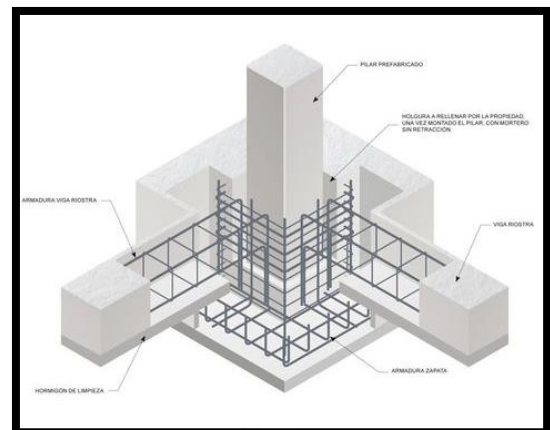 PILAR PREFABRICADO
HOLGURA A RELLENAR POR LA PROPIEDAD,
UNA VEZ MONTADO EL PILAR, CON MORTERO
SIN RETRACCIÓN
ARMADURA VIGA RIOSTRA
VIGA RIOSTRA
ARMADURA ZAPATA
HORMIGÓN DE LIMPIEZA